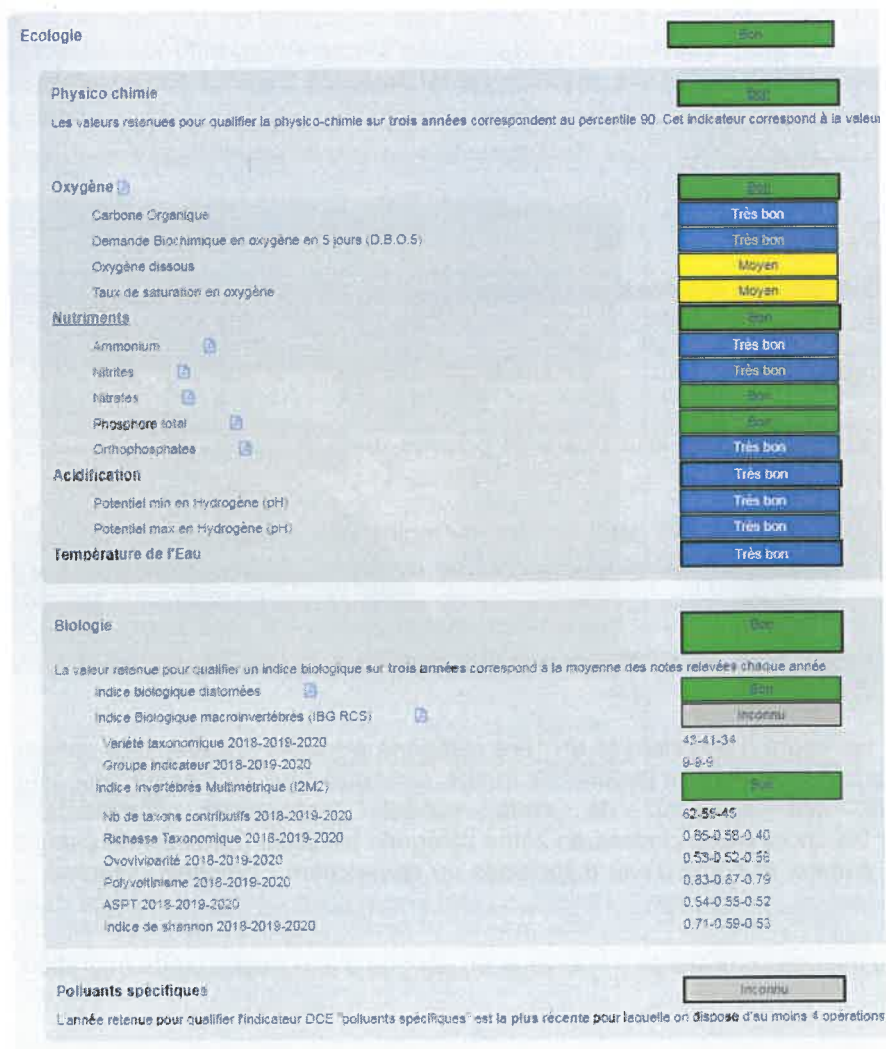 Ecologie Bon
Physico chimie Bon
Les valeurs retenues pour qualifier la physico-chimie sur trois années correspondent au percentile 90. Cet indicateur correspond à la valeur
Oxygène Bon
Carbone Organique Très bon
Demande Biochimique en oxygène en 5 jours (D.B.O.5) Très bon
Oxygène dissous Moyen
Taux de saturation en oxygène Moyen
Nutriments Bon
Ammonium Très bon
Nitrites Très bon
Nitrates Bon
Phosphore total Bon
Orthophosphates Très bon
Acidification Très bon
Potentiel min en Hydrogène (pH) Très bon
Potentiel max en Hydrogène (pH) Très bon
Température de l'Eau Très bon
Biologie Bon
La valeur retenue pour qualifier un indice biologique sur trois années correspond à la moyenne des notes relevées chaque année
Indice biologique diatomées Bon
Indice Biologique macroinvertébrés (IBG RCS) Inconnu
Variété taxonomique 2018-2019-2020 43-41-34
Groupe indicateur 2018-2019-2020 9-9-9
Indice Invertébrés Multimétrique (I2M2) Bon
Nb de taxons contributifs 2018-2019-2020 62-55-45
Richesse Taxonomique 2018-2019-2020 0.85-0.58-0.40
Ovoviviparité 2018-2019-2020 0.53-0.52-0.58
Polyvoltinisme 2018-2019-2020 0.83-0.87-0.79
ASPT 2018-2019-2020 0.54-0.55-0.52
Indice de shannon 2018-2019-2020 0.71-0.59-0.53
Polluants spécifiques Inconnu
L'année retenue pour qualifier l'indicateur DCE "polluants spécifiques" est la plus récente pour laquelle on dispose d'au moins 4 opérations